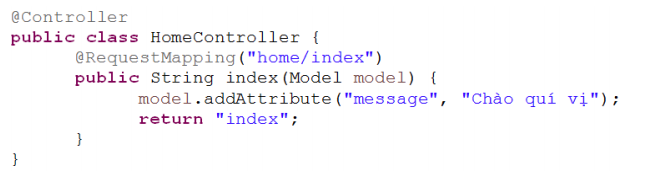 @Controller
public class HomeController {
@RequestMapping("home/index")
public String index(Model model) {
model.addAttribute("message", "Chào quí vị");
return "index";
}
}